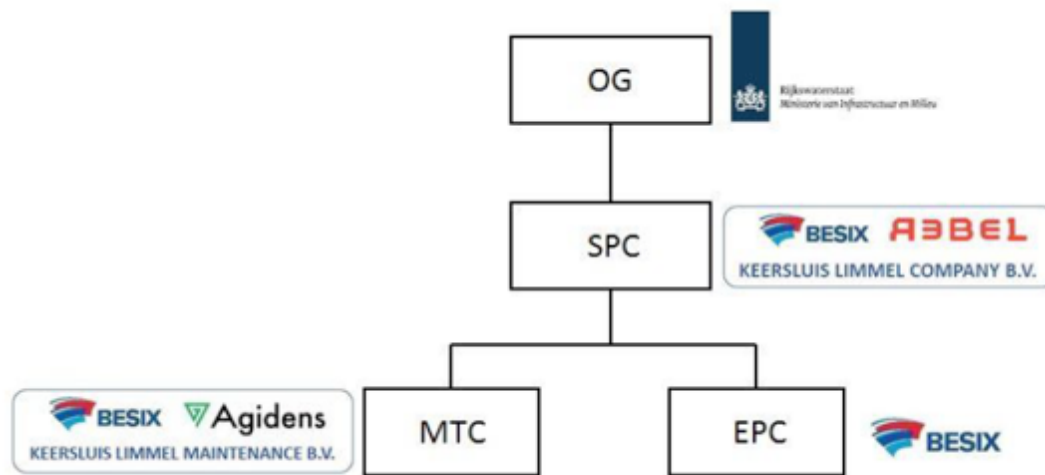 OG
Rijkswaterstaat
Ministerie van Infrastructuur en Milieu
SPC
BESIX REBEL
KEERSLUIS LIMMEL COMPANY B.V.
BESIX Agidens
KEERSLUIS LIMMEL MAINTENANCE B.V.
MTC
EPC
BESIX